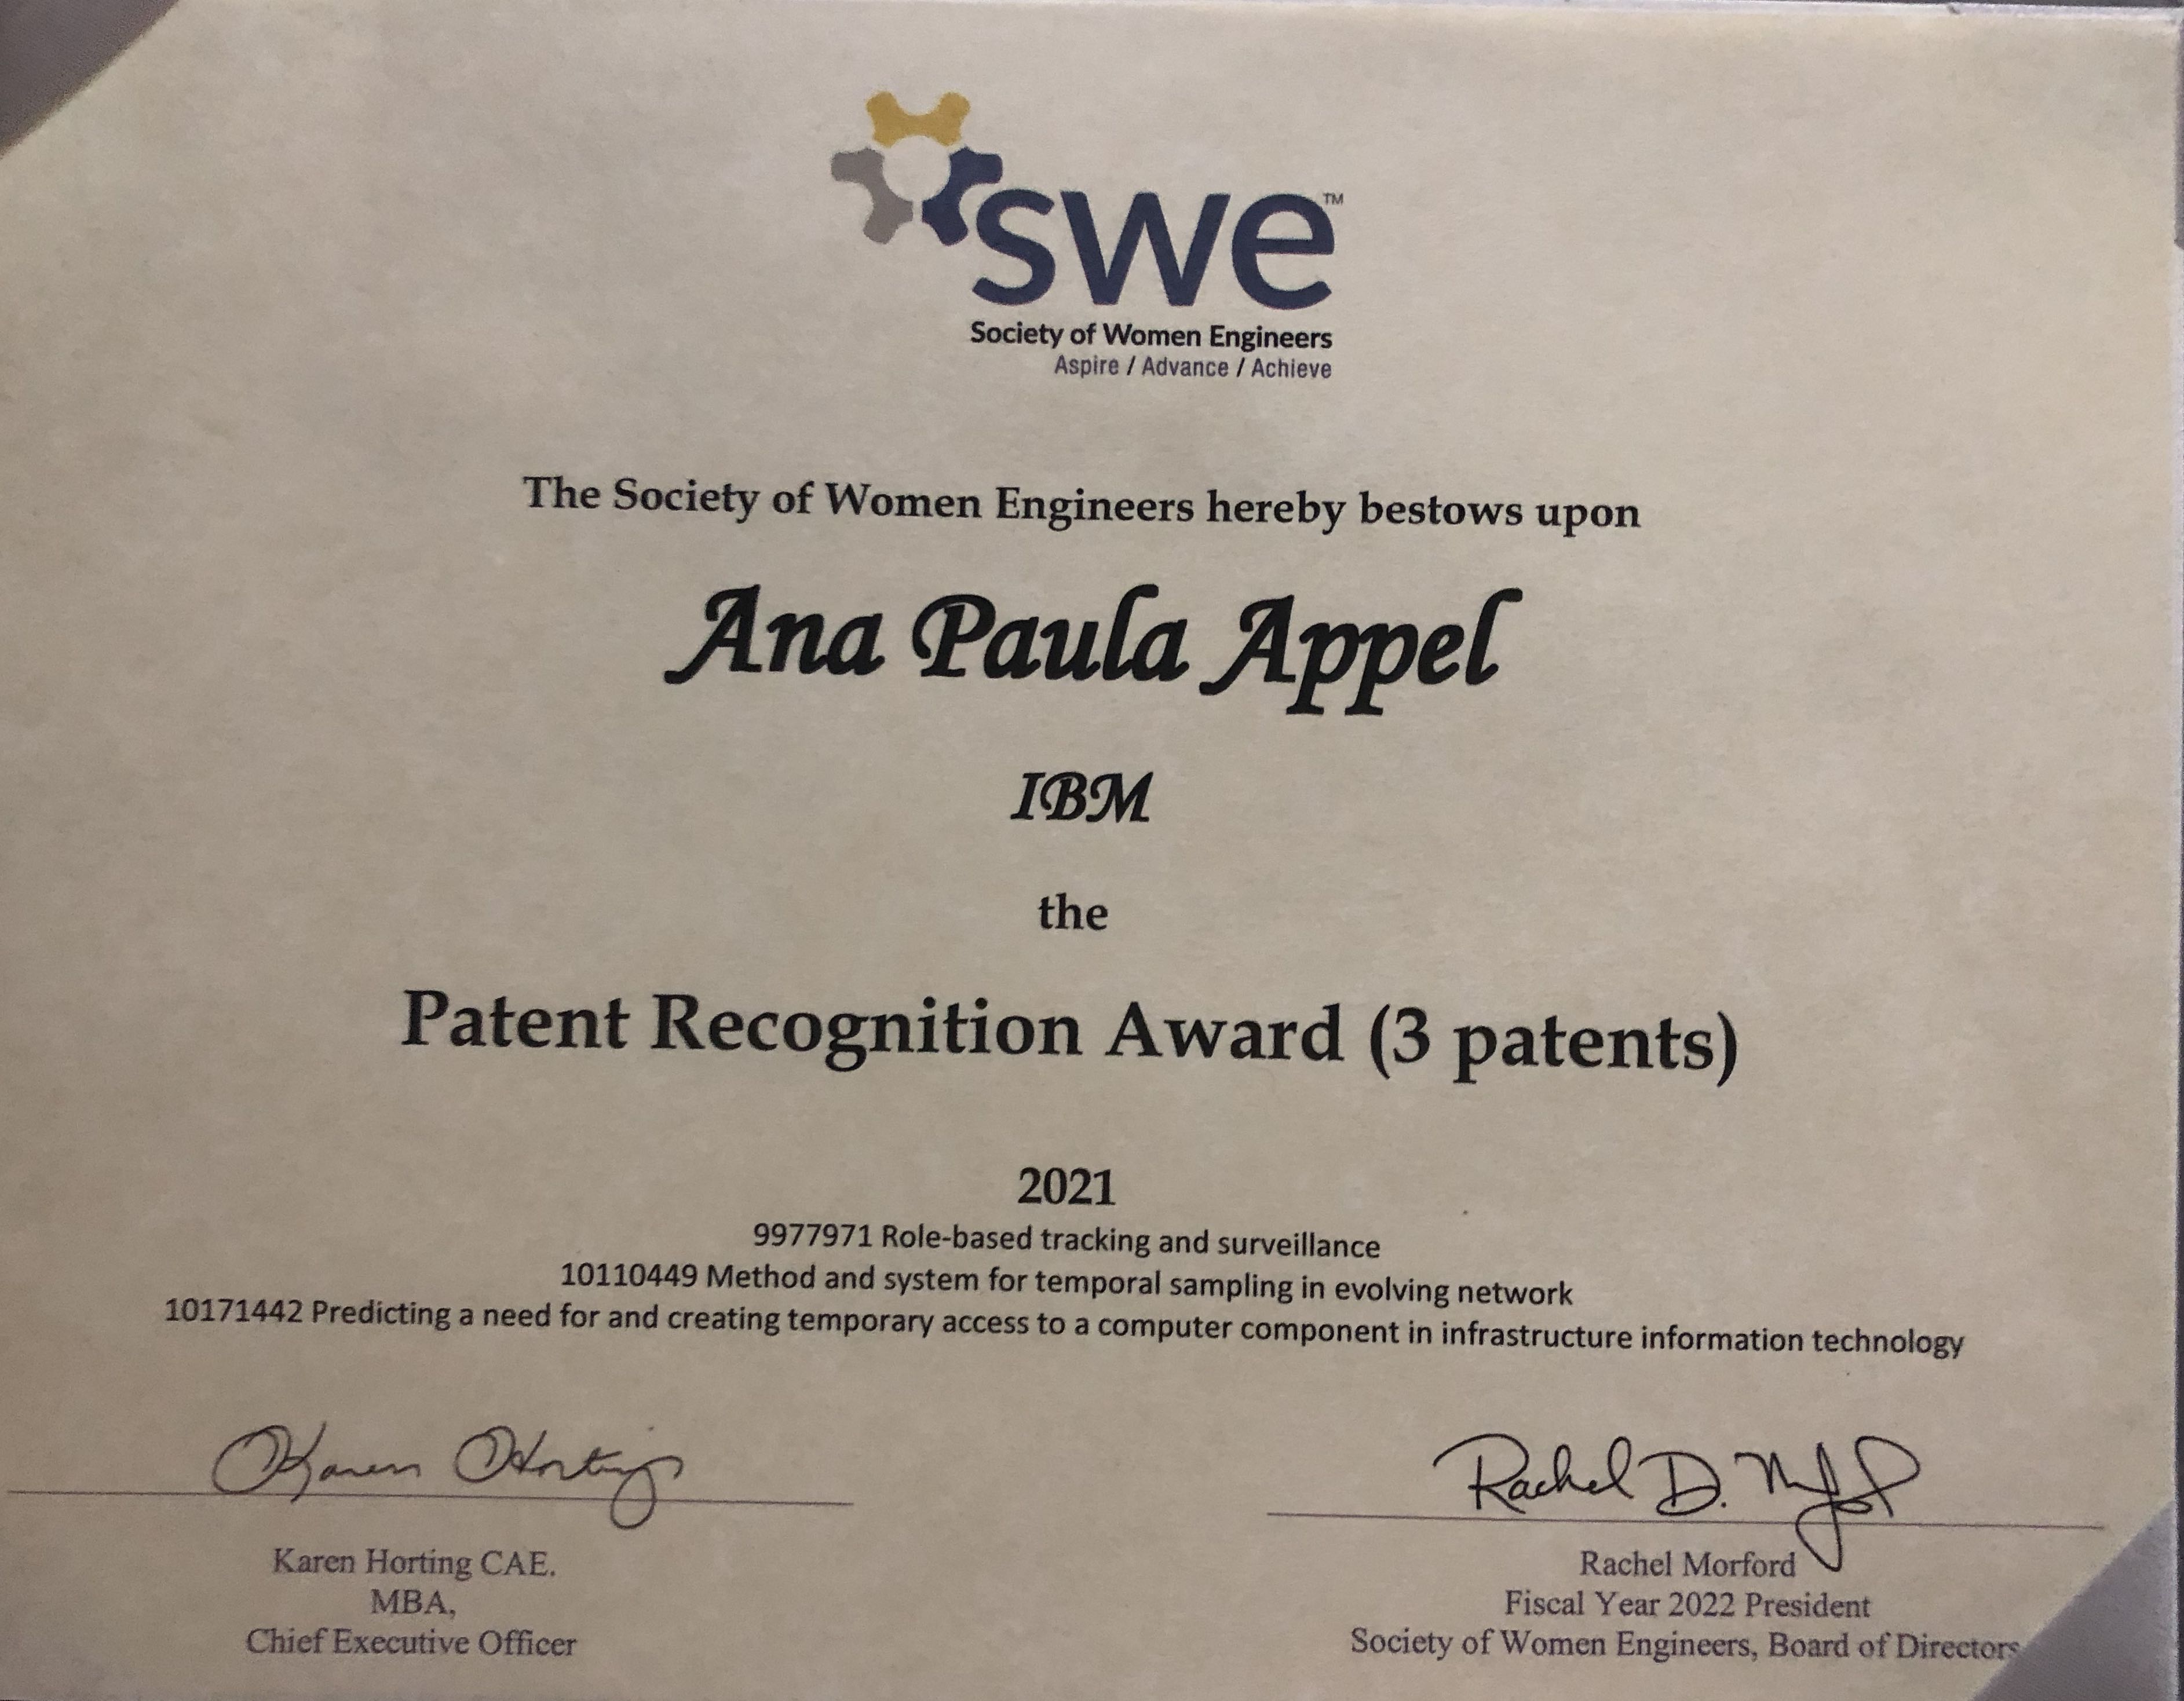 swe™
Society of Women Engineers
Aspire / Advance / Achieve
The Society of Women Engineers hereby bestows upon
Ana Paula Appel
IBM
the
Patent Recognition Award (3 patents)
2021
9977971 Role-based tracking and surveillance
10110449 Method and system for temporal sampling in evolving network
10171442 Predicting a need for and creating temporary access to a computer component in infrastructure information technology
Karen Horting
Karen Horting CAE.
MBA,
Chief Executive Officer
Rachel D. Morford
Rachel Morford
Fiscal Year 2022 President
Society of Women Engineers, Board of Directors